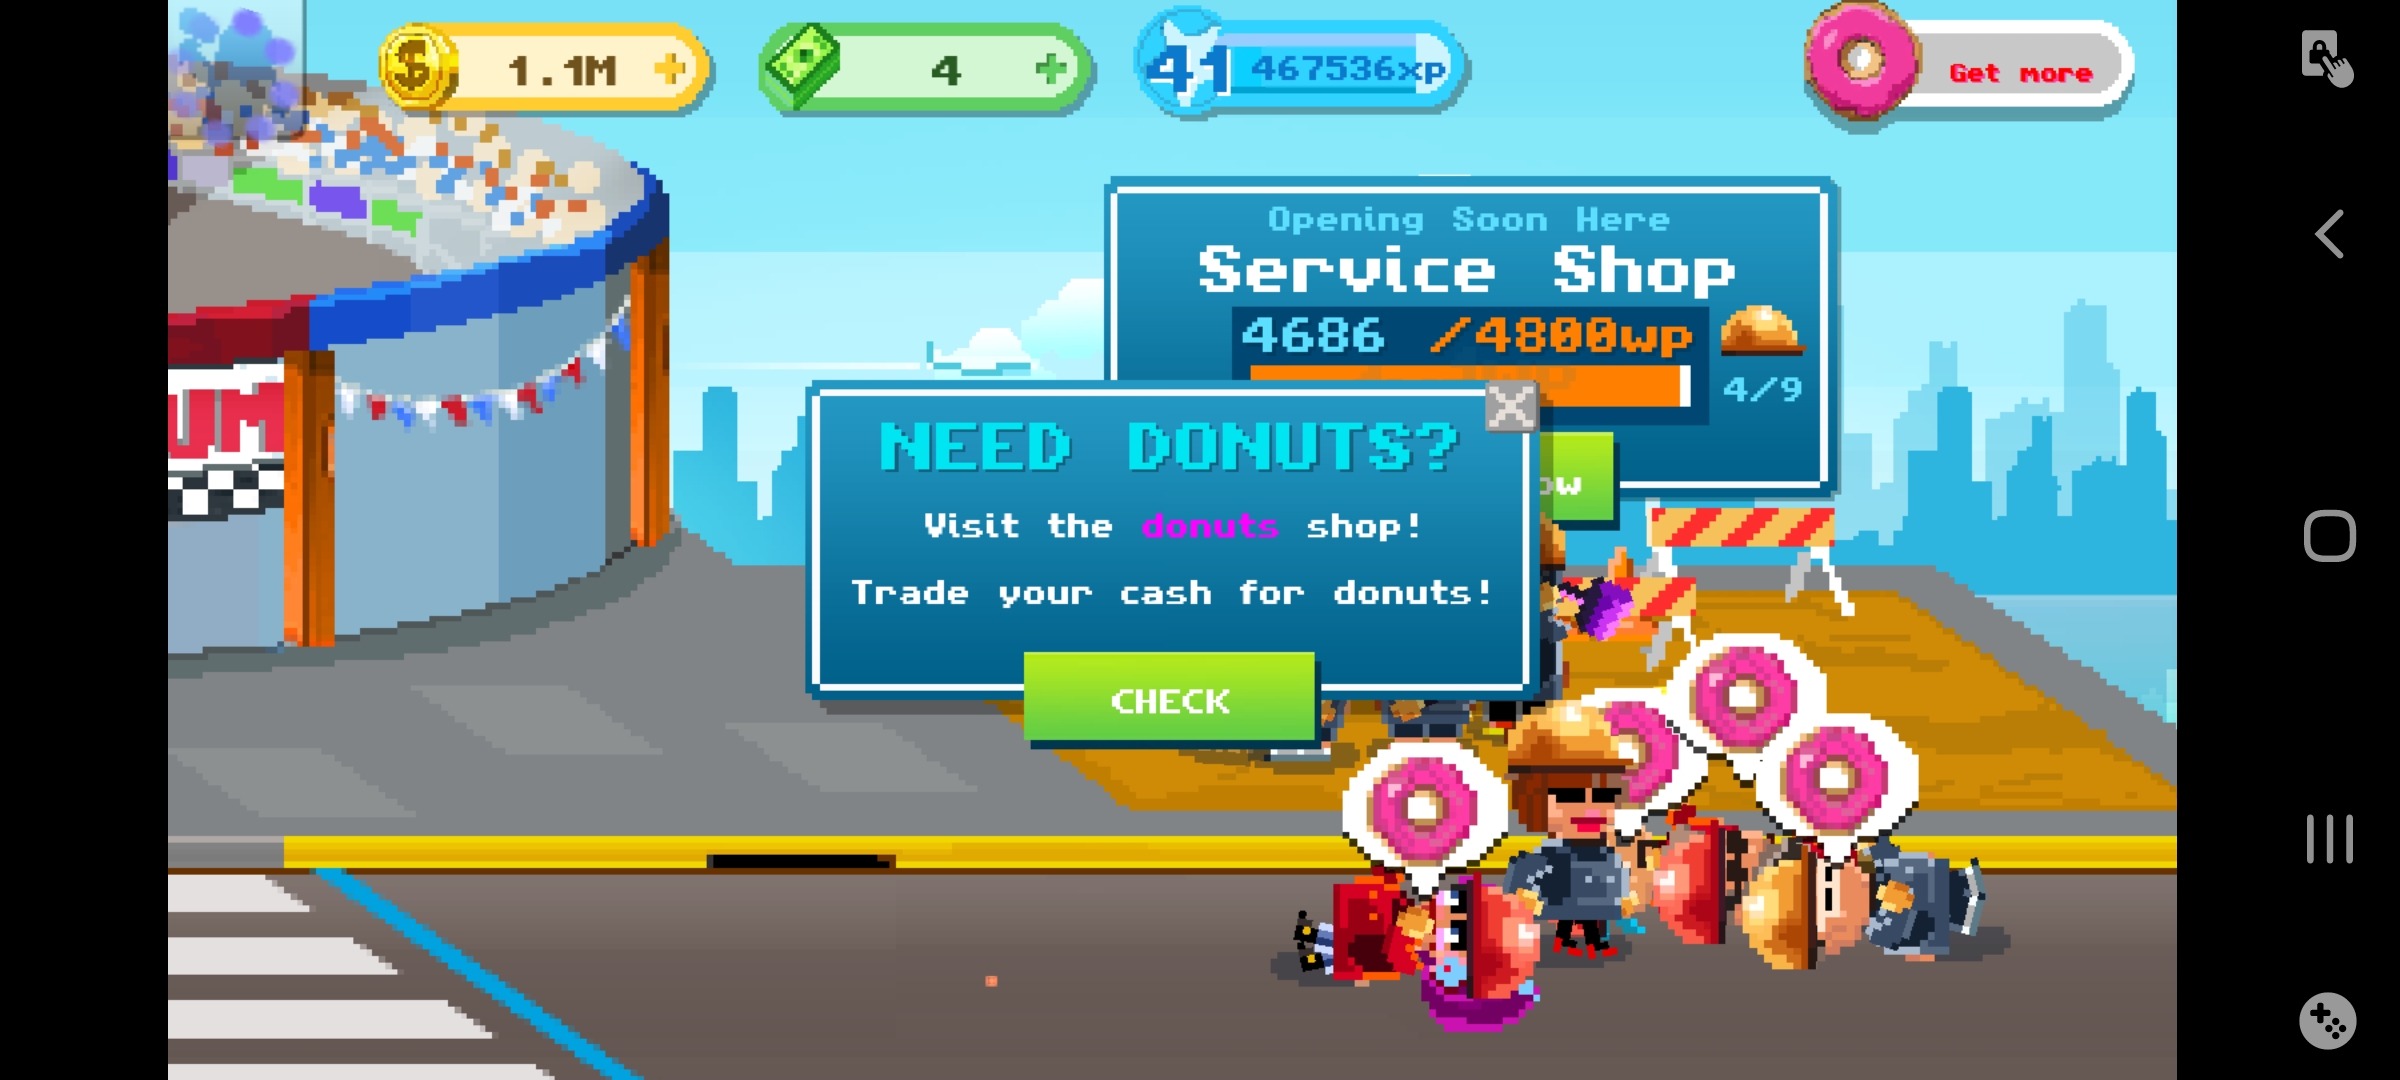 1.1M
4
41 467536xp
Get more
Opening Soon Here
Service Shop
4686 /4800wp
4/9
NEED DONUTS?
Visit the donuts shop!
Trade your cash for donuts!
CHECK